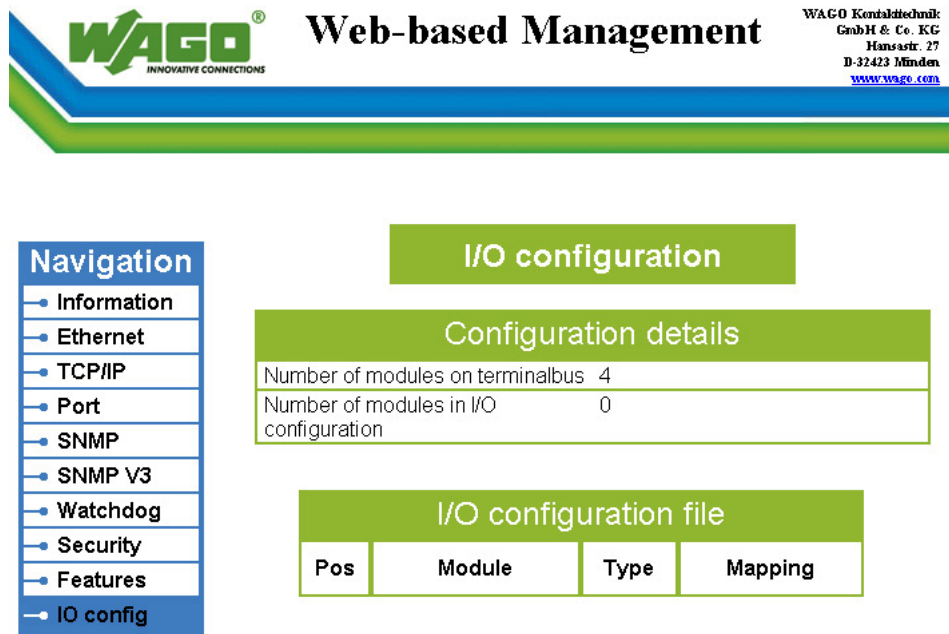 WAGO®
INNOVATIVE CONNECTIONS
Web-based Management
WAGO Kontakttechnik
GmbH & Co. KG
Hansastr. 27
D-32423 Minden
www.wago.com
Navigation
Information
Ethernet
TCP/IP
Port
SNMP
SNMP V3
Watchdog
Security
Features
IO config
I/O configuration
Configuration details
Number of modules on terminalbus 4
Number of modules in I/O 0
configuration
I/O configuration file
Pos Module Type Mapping